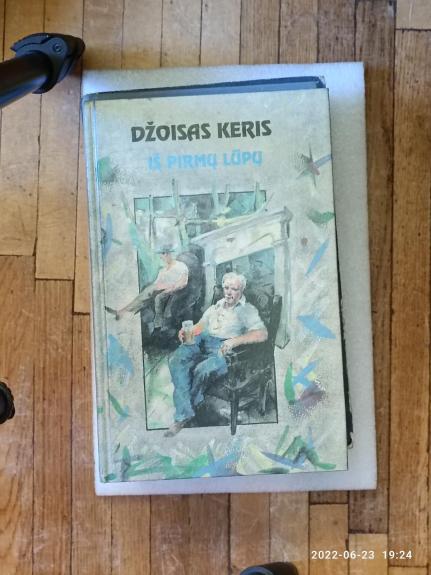 DŽOISAS KERIS
IŠ PIRMŲ LŪPŲ
2022-06-23 19:24